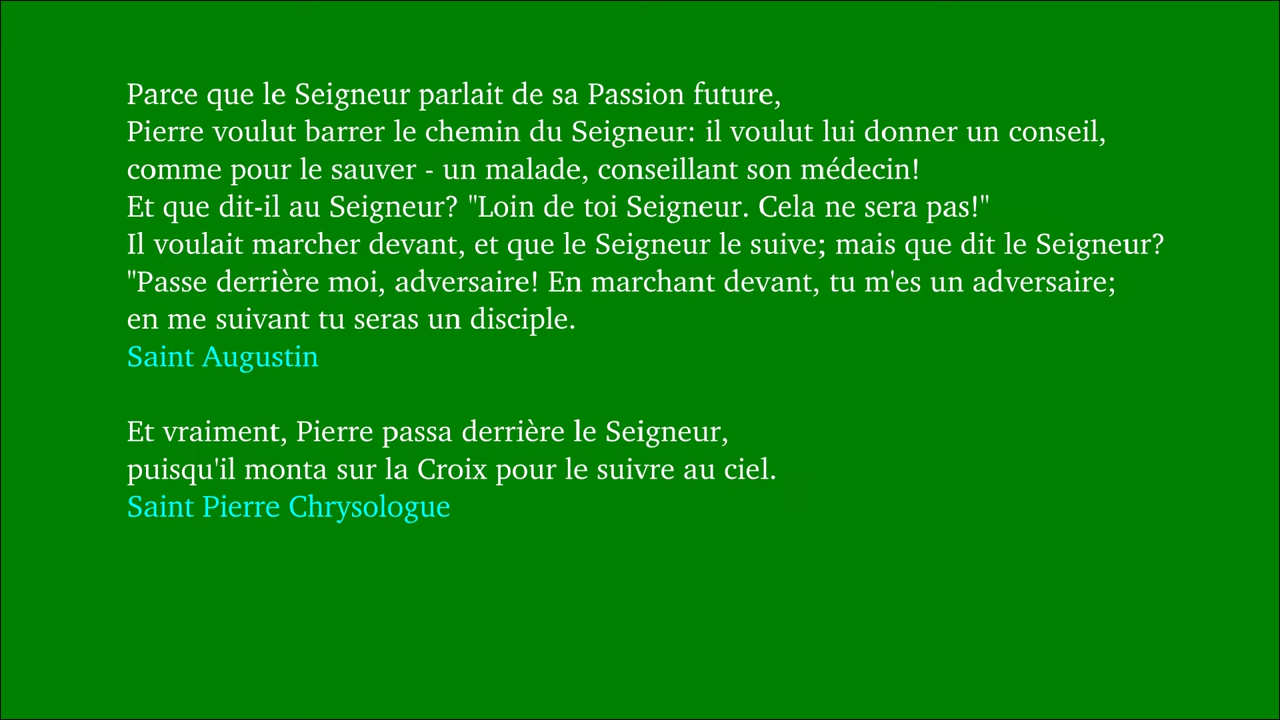 Parce que le Seigneur parlait de sa Passion future,
Pierre voulut barrer le chemin du Seigneur: il voulut lui donner un conseil,
comme pour le sauver - un malade, conseillant son médecin!
Et que dit-il au Seigneur? "Loin de toi Seigneur. Cela ne sera pas!"
Il voulait marcher devant, et que le Seigneur le suive; mais que dit le Seigneur?
"Passe derrière moi, adversaire! En marchant devant, tu m'es un adversaire;
en me suivant tu seras un disciple.
Saint Augustin
Et vraiment, Pierre passa derrière le Seigneur,
puisqu'il monta sur la Croix pour le suivre au ciel.
Saint Pierre Chrysologue